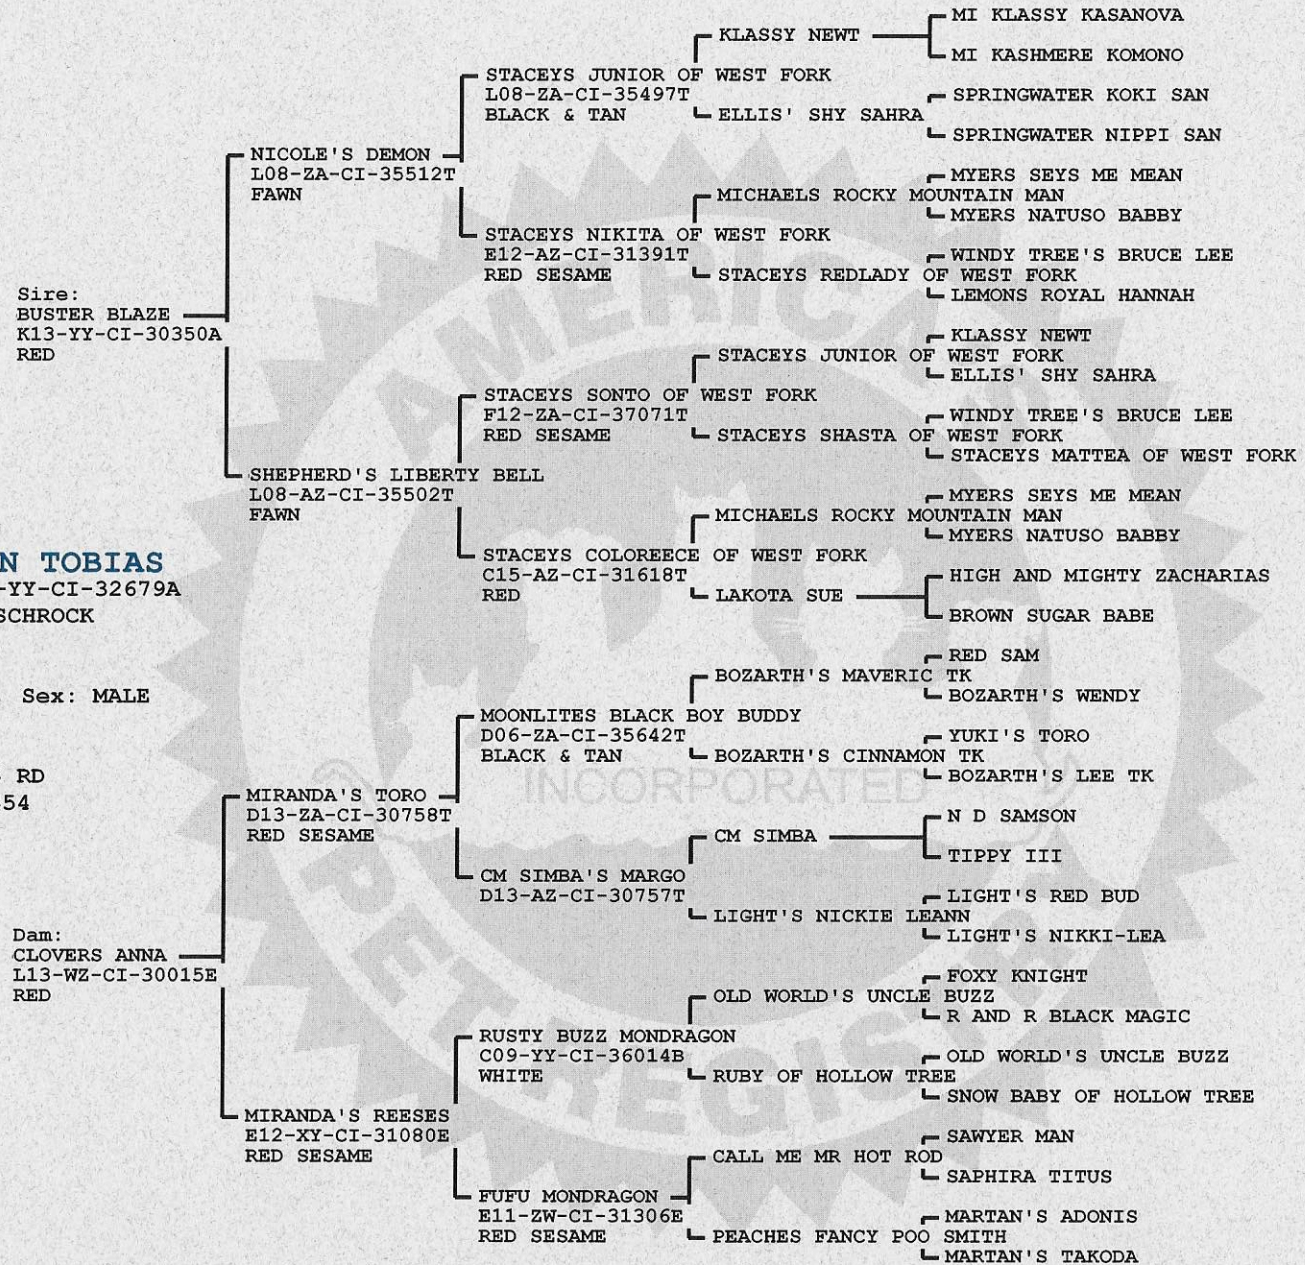 MI KLASSY KASANOVA
KLASSY NEWT
MI KASHMERE KOMONO
STACEYS JUNIOR OF WEST FORK
L08-ZA-CI-35497T
BLACK & TAN
SPRINGWATER KOKI SAN
ELLIS' SHY SAHRA
SPRINGWATER NIPPI SAN
NICOLE'S DEMON
L08-ZA-CI-35512T
FAWN
MYERS SEYS ME MEAN
MICHAELS ROCKY MOUNTAIN MAN
MYERS NATUSO BABBY
STACEYS NIKITA OF WEST FORK
E12-AZ-CI-31391T
RED SESAME
WINDY TREE'S BRUCE LEE
STACEYS REDLADY OF WEST FORK
LEMONS ROYAL HANNAH
Sire:
BUSTER BLAZE
K13-YY-CI-30350A
RED
KLASSY NEWT
STACEYS JUNIOR OF WEST FORK
ELLIS' SHY SAHRA
STACEYS SONTO OF WEST FORK
F12-ZA-CI-37071T
RED SESAME
WINDY TREE'S BRUCE LEE
STACEYS SHASTA OF WEST FORK
STACEYS MATTEA OF WEST FORK
SHEPHERD'S LIBERTY BELL
L08-AZ-CI-35502T
FAWN
MYERS SEYS ME MEAN
MICHAELS ROCKY MOUNTAIN MAN
MYERS NATUSO BABBY
STACEYS COLOREECE OF WEST FORK
C15-AZ-CI-31618T
RED
HIGH AND MIGHTY ZACHARIAS
LAKOTA SUE
BROWN SUGAR BABE
N TOBIAS
-YY-CI-32679A
SCHROCK
Sex: MALE
RD
54
RED SAM
BOZARTH'S MAVERIC TK
BOZARTH'S WENDY
MOONLITES BLACK BOY BUDDY
D06-ZA-CI-35642T
BLACK & TAN
YUKI'S TORO
BOZARTH'S CINNAMON TK
BOZARTH'S LEE TK
MIRANDA'S TORO
D13-ZA-CI-30758T
RED SESAME
N D SAMSON
CM SIMBA
TIPPY III
CM SIMBA'S MARGO
D13-AZ-CI-30757T
LIGHT'S RED BUD
LIGHT'S NICKIE LEANN
LIGHT'S NIKKI-LEA
Dam:
CLOVERS ANNA
L13-WZ-CI-30015E
RED
FOXY KNIGHT
OLD WORLD'S UNCLE BUZZ
R AND R BLACK MAGIC
RUSTY BUZZ MONDRAGON
C09-YY-CI-36014B
WHITE
OLD WORLD'S UNCLE BUZZ
RUBY OF HOLLOW TREE
SNOW BABY OF HOLLOW TREE
MIRANDA'S REESES
E12-XY-CI-31080E
RED SESAME
SAWYER MAN
CALL ME MR HOT ROD
SAPHIRA TITUS
FUFU MONDRAGON
E11-ZW-CI-31306E
RED SESAME
MARTAN'S ADONIS
PEACHES FANCY POO SMITH
MARTAN'S TAKODA
AMERICA
INCORPORATED
PET REGISTR